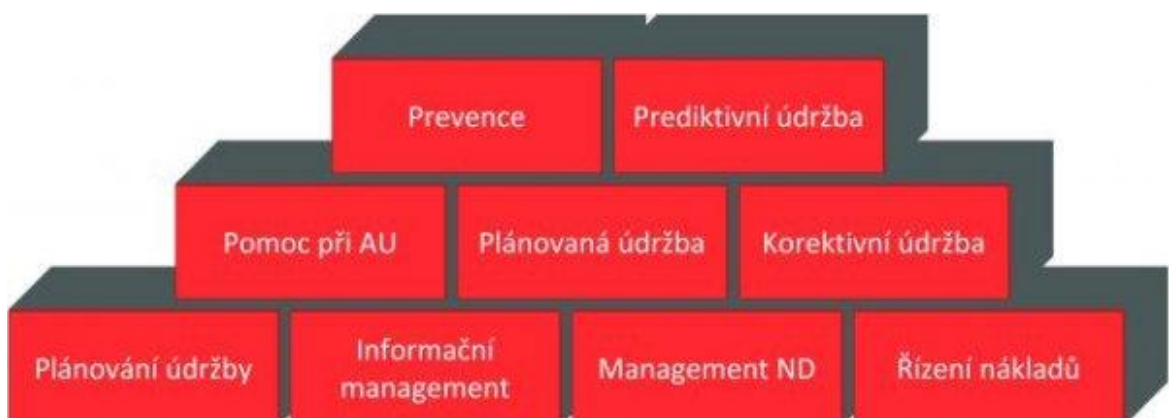 Prevence
Prediktivní údržba
Pomoc při AU
Plánovaná údržba
Korektivní údržba
Plánování údržby
Informační
management
Management ND
Řízení nákladů